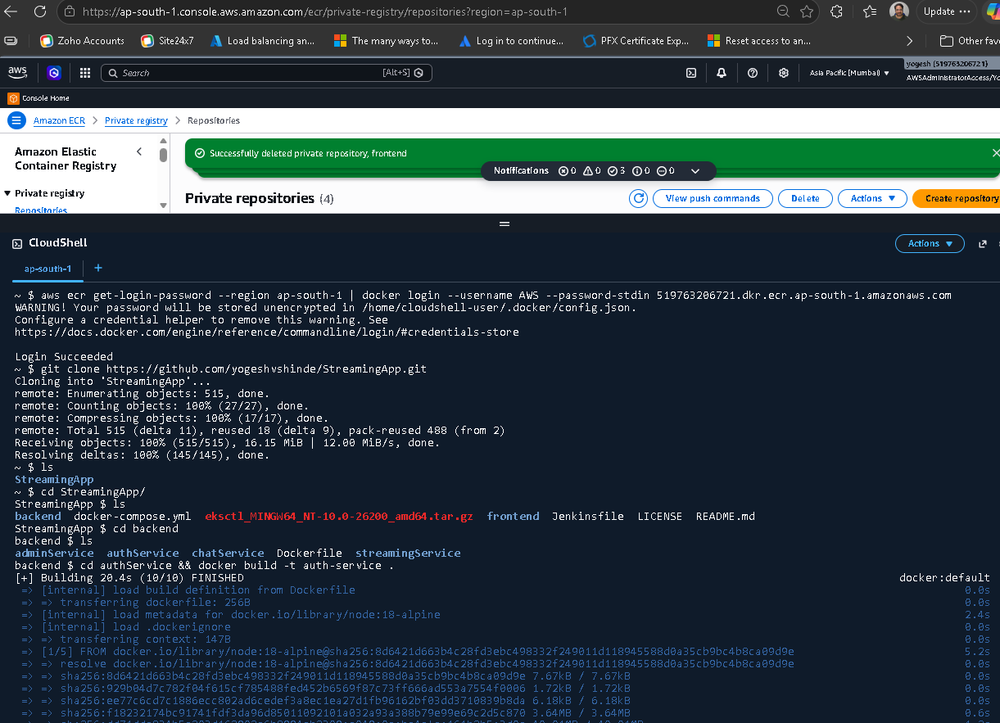 https://ap-south-1.console.aws.amazon.com/ecr/private-registry/repositories?region=ap-south-1
Update
Zoho Accounts
Site24x7
Load balancing an...
The many ways to...
Log in to continue...
PFX Certificate Exp...
Reset access to an...
Other fav
aws
Search
[Alt+S]
Asia Pacific (Mumbai)
yogesh (519763206721)
AWSAdministratorAccess/Yo
Console Home
Amazon ECR
Private registry
Repositories
Amazon Elastic
Container Registry
Private registry
Repositories
Successfully deleted private repository, frontend
Notifications 0 0 3 0 0
Private repositories (4)
View push commands
Delete
Actions
Create repository
CloudShell
Actions
ap-south-1
~ $ aws ecr get-login-password --region ap-south-1 | docker login --username AWS --password-stdin 519763206721.dkr.ecr.ap-south-1.amazonaws.com
WARNING! Your password will be stored unencrypted in /home/cloudshell-user/.docker/config.json.
Configure a credential helper to remove this warning. See
https://docs.docker.com/engine/reference/commandline/login/#credentials-store
Login Succeeded
~ $ git clone https://github.com/yogeshvshinde/StreamingApp.git
Cloning into 'StreamingApp'...
remote: Enumerating objects: 515, done.
remote: Counting objects: 100% (27/27), done.
remote: Compressing objects: 100% (17/17), done.
remote: Total 515 (delta 11), reused 18 (delta 9), pack-reused 488 (from 2)
Receiving objects: 100% (515/515), 16.15 MiB | 12.00 MiB/s, done.
Resolving deltas: 100% (145/145), done.
~ $ ls
StreamingApp
~ $ cd StreamingApp/
StreamingApp $ ls
backend docker-compose.yml eksctl_MINGW64_NT-10.0-26200_amd64.tar.gz frontend Jenkinsfile LICENSE README.md
StreamingApp $ cd backend
backend $ ls
adminService authService chatService Dockerfile streamingService
backend $ cd authService && docker build -t auth-service .
[+] Building 20.4s (10/10) FINISHED docker:default
=> [internal] load build definition from Dockerfile 0.0s
=> => transferring dockerfile: 256B 0.0s
=> [internal] load metadata for docker.io/library/node:18-alpine 2.4s
=> [internal] load .dockerignore 0.0s
=> => transferring context: 147B 0.0s
=> [1/5] FROM docker.io/library/node:18-alpine@sha256:8d6421d663b4c28fd3ebc498332f249011d118945588d0a35cb9bc4b8ca09d9e 5.2s
=> => resolve docker.io/library/node:18-alpine@sha256:8d6421d663b4c28fd3ebc498332f249011d118945588d0a35cb9bc4b8ca09d9e 0.0s
=> => sha256:8d6421d663b4c28fd3ebc498332f249011d118945588d0a35cb9bc4b8ca09d9e 7.67kB / 7.67kB 0.0s
=> => sha256:929b04d7c782f04f615cf785488fed452b6569f87c73ff666ad553a7554f0006 1.72kB / 1.72kB 0.0s
=> => sha256:ee77c6cd7c1886ecc802ad6cedef3a8ec1ea27d1fb96162bf03dd3710839b8da 6.18kB / 6.18kB 0.0s
=> => sha256:f18232174bc91741fdf3da96d85011092101a032a93a388b79e99e69c2d5c870 3.64MB / 3.64MB 0.6s